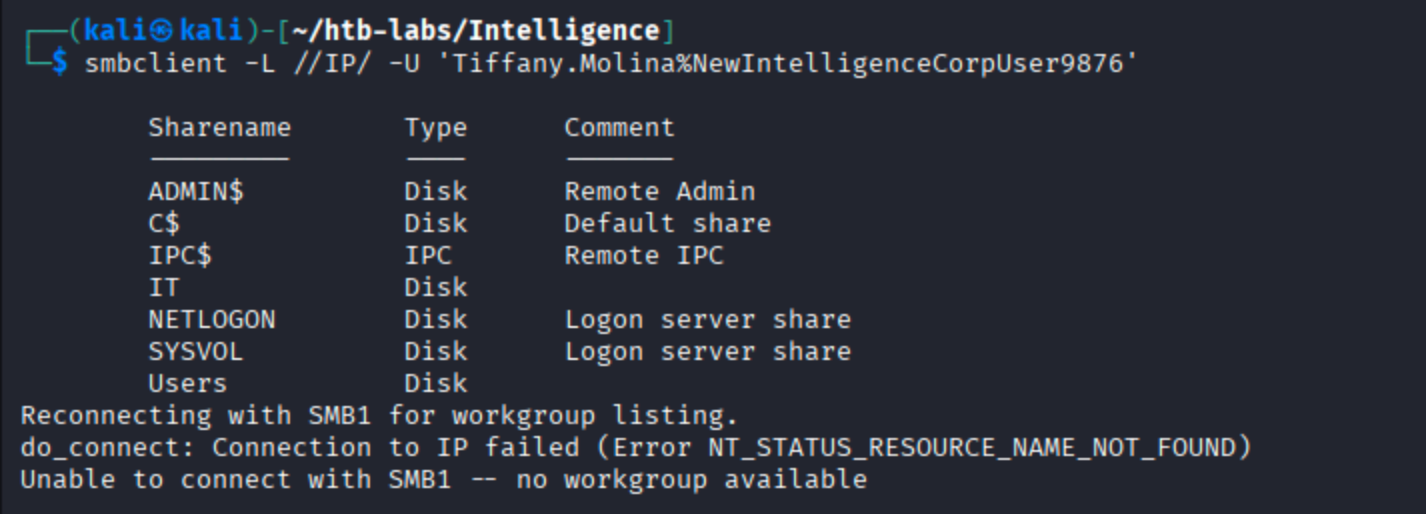 ┌──(kali㉿kali)-[~/htb-labs/Intelligence]
└─$ smbclient -L //IP/ -U 'Tiffany.Molina%NewIntelligenceCorpUser9876'
Sharename Type Comment
--------- ---- -------
ADMIN$ Disk Remote Admin
C$ Disk Default share
IPC$ IPC Remote IPC
IT Disk
NETLOGON Disk Logon server share
SYSVOL Disk Logon server share
Users Disk
Reconnecting with SMB1 for workgroup listing.
do_connect: Connection to IP failed (Error NT_STATUS_RESOURCE_NAME_NOT_FOUND)
Unable to connect with SMB1 -- no workgroup available